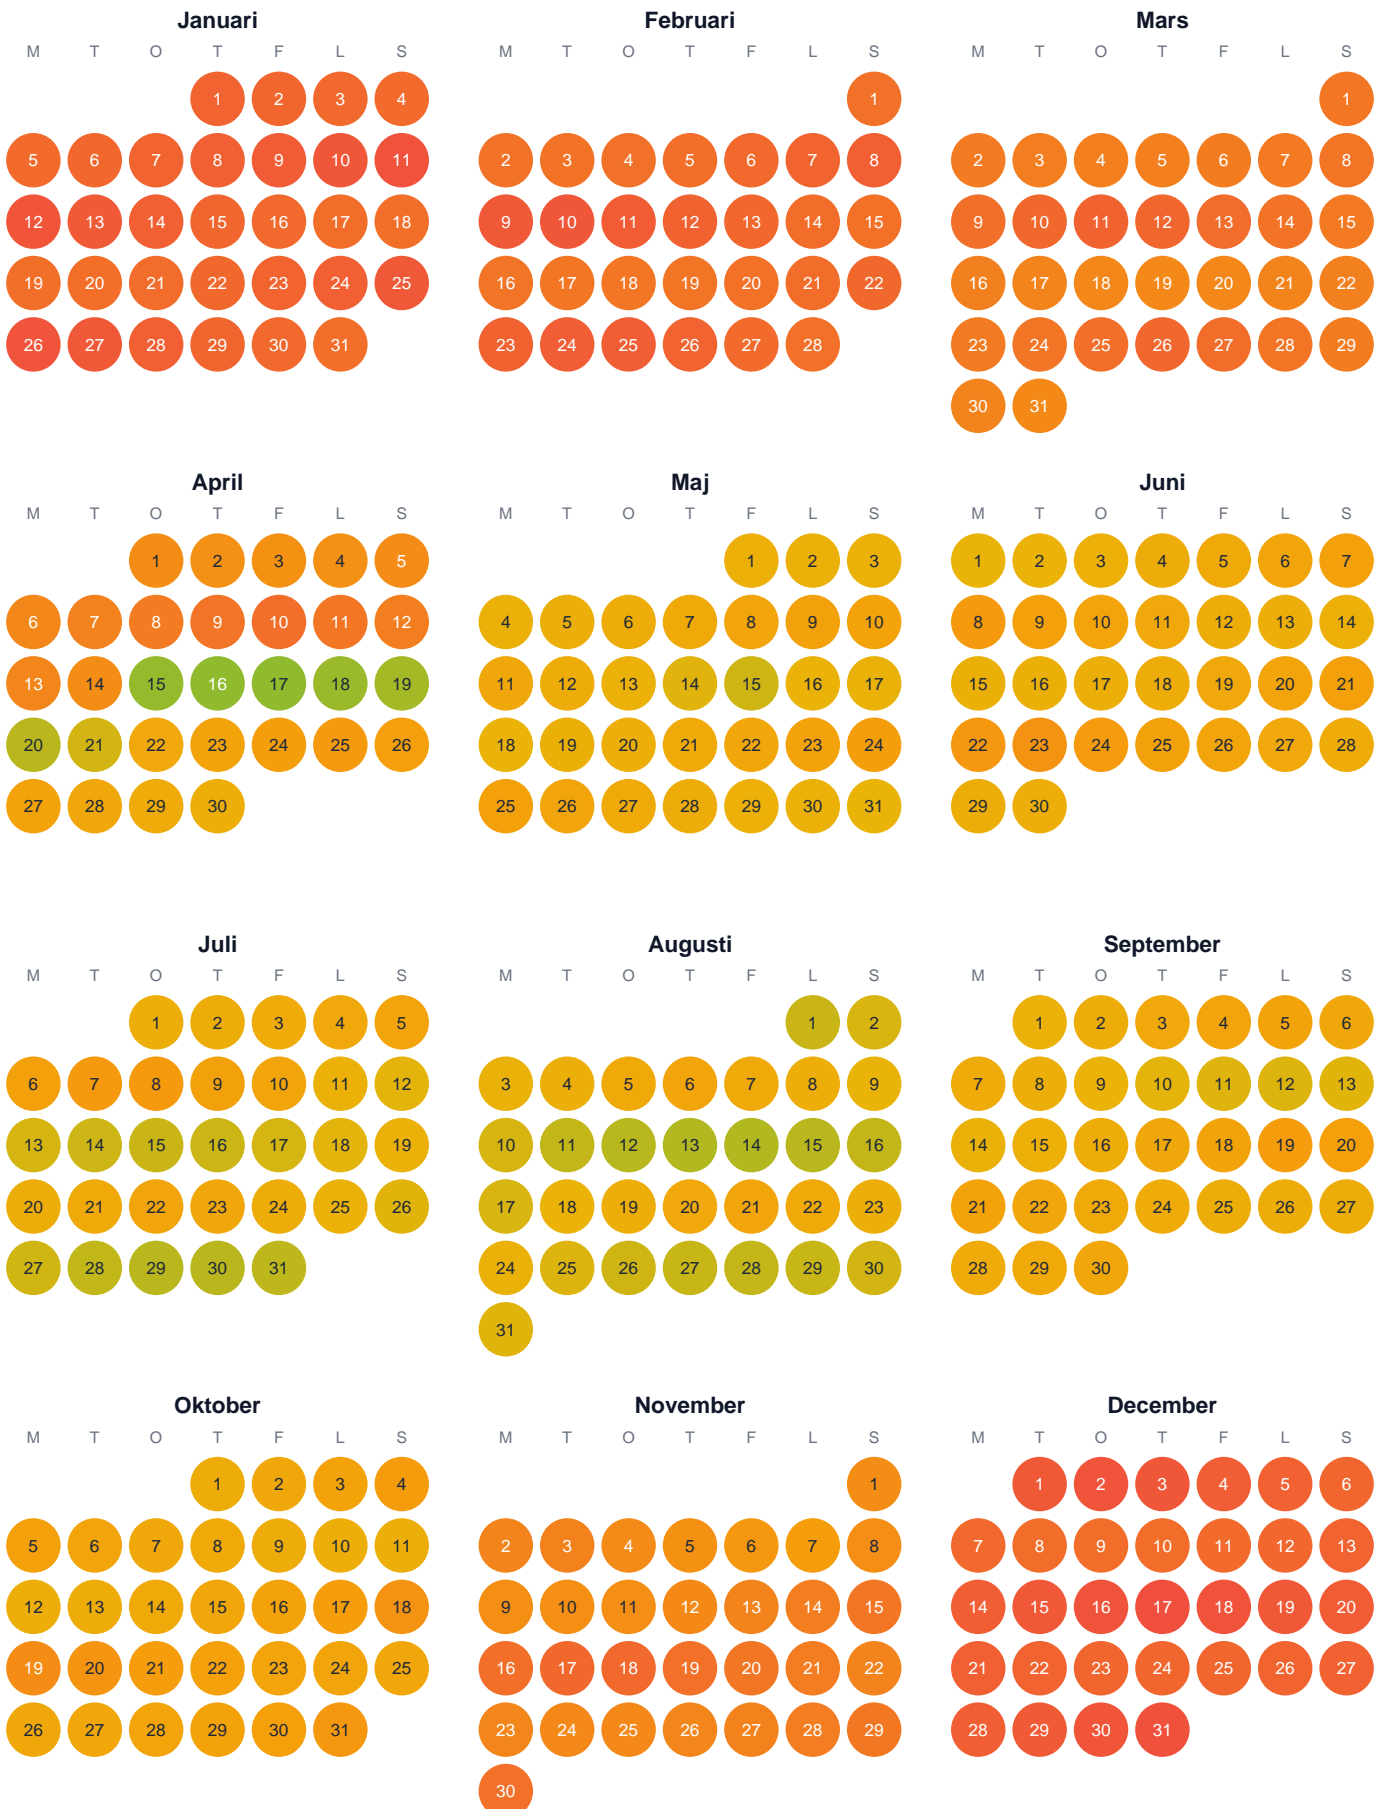 Januari Februari Mars
M T O T F L S M T O T F L S M T O T F L S
1 2 3 4 1 1
5 6 7 8 9 10 11 2 3 4 5 6 7 8 2 3 4 5 6 7 8
12 13 14 15 16 17 18 9 10 11 12 13 14 15 9 10 11 12 13 14 15
19 20 21 22 23 24 25 16 17 18 19 20 21 22 16 17 18 19 20 21 22
26 27 28 29 30 31 23 24 25 26 27 28 23 24 25 26 27 28 29
30 31
April Maj Juni
M T O T F L S M T O T F L S M T O T F L S
1 2 3 4 5 1 2 3 1 2 3 4 5 6 7
6 7 8 9 10 11 12 4 5 6 7 8 9 10 8 9 10 11 12 13 14
13 14 15 16 17 18 19 11 12 13 14 15 16 17 15 16 17 18 19 20 21
20 21 22 23 24 25 26 18 19 20 21 22 23 24 22 23 24 25 26 27 28
27 28 29 30 25 26 27 28 29 30 31 29 30
Juli Augusti September
M T O T F L S M T O T F L S M T O T F L S
1 2 3 4 5 1 2 1 2 3 4 5 6
6 7 8 9 10 11 12 3 4 5 6 7 8 9 7 8 9 10 11 12 13
13 14 15 16 17 18 19 10 11 12 13 14 15 16 14 15 16 17 18 19 20
20 21 22 23 24 25 26 17 18 19 20 21 22 23 21 22 23 24 25 26 27
27 28 29 30 31 24 25 26 27 28 29 30 28 29 30
31
Oktober November December
M T O T F L S M T O T F L S M T O T F L S
1 2 3 4 1 1 2 3 4 5 6
5 6 7 8 9 10 11 2 3 4 5 6 7 8 7 8 9 10 11 12 13
12 13 14 15 16 17 18 9 10 11 12 13 14 15 14 15 16 17 18 19 20
19 20 21 22 23 24 25 16 17 18 19 20 21 22 21 22 23 24 25 26 27
26 27 28 29 30 31 23 24 25 26 27 28 29 28 29 30 31
30